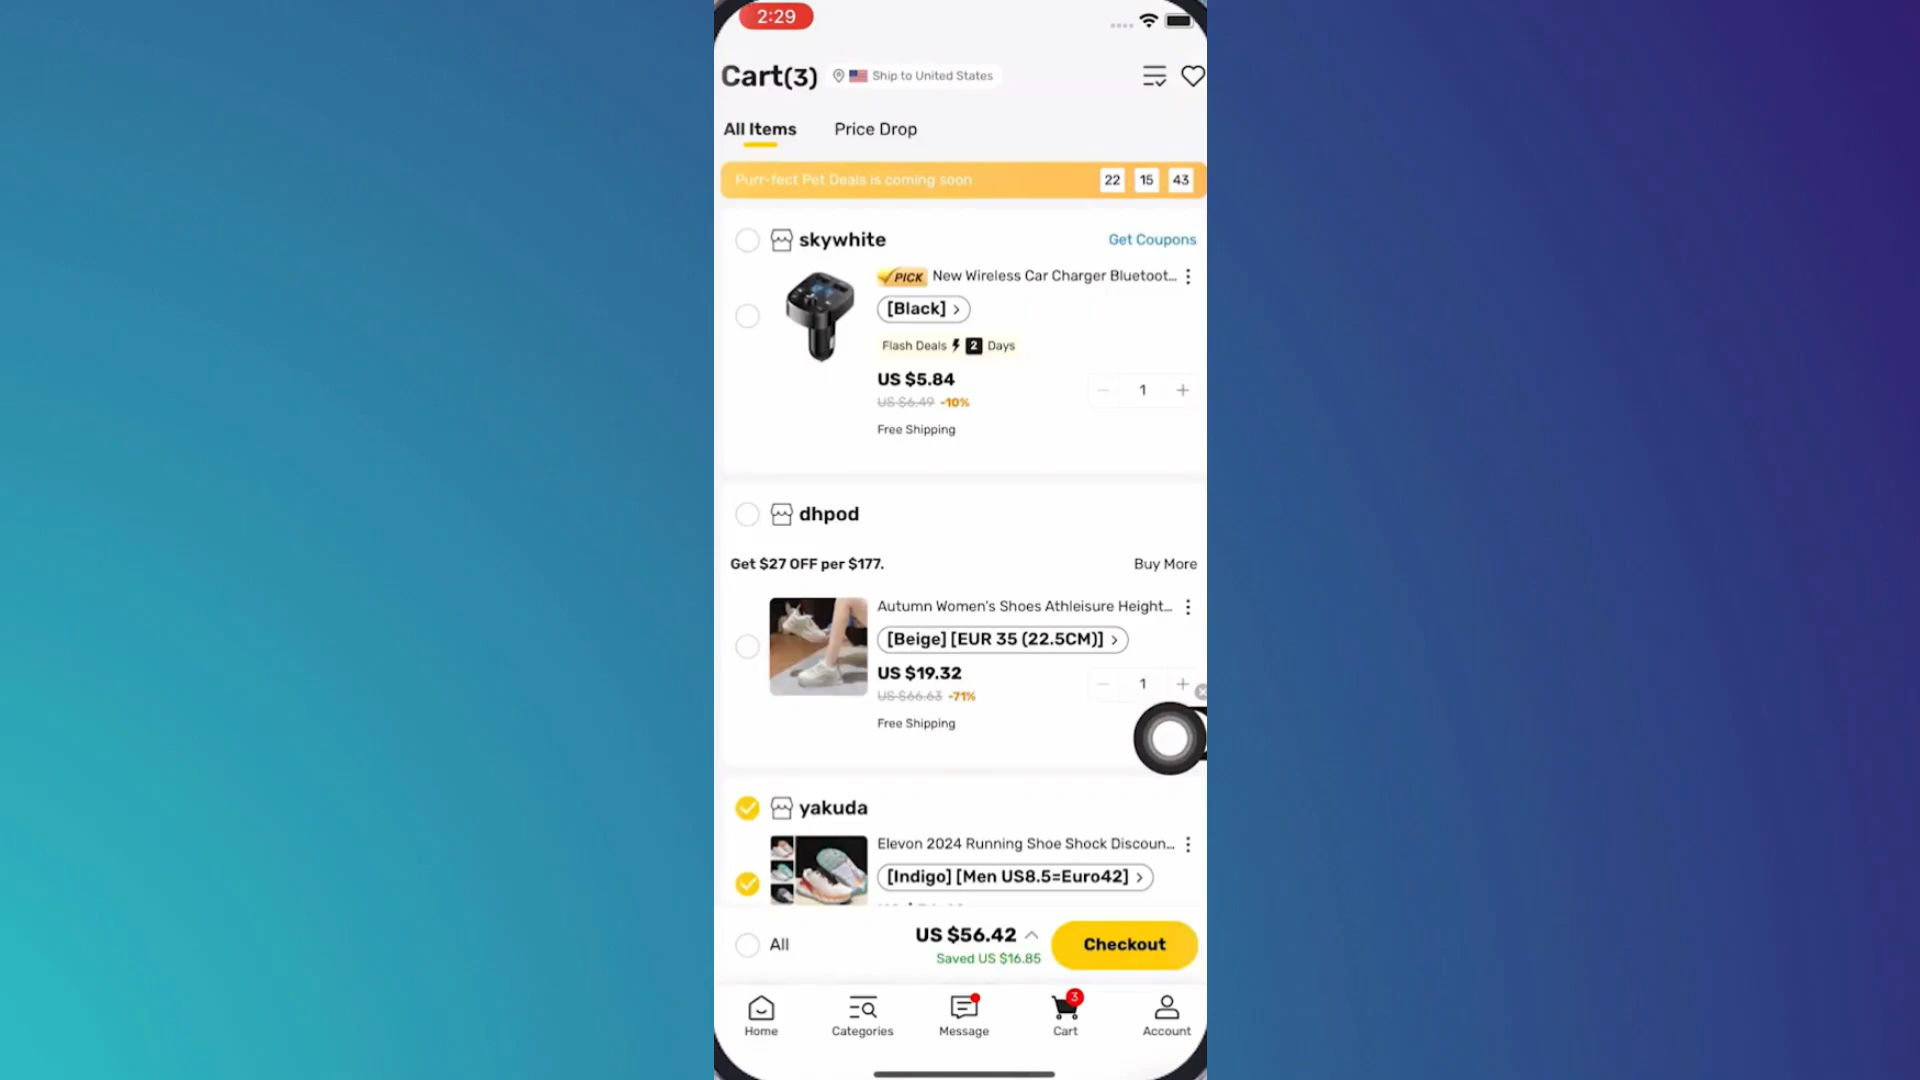 2:29
Cart(3) Ship to United States
All Items Price Drop
Purr-fect Pet Deals is coming soon 22 15 43
skywhite Get Coupons
PICK New Wireless Car Charger Bluetoot...
[Black] >
Flash Deals 2 Days
US $5.84
US $6.49 -10%
1
Free Shipping
dhpod
Get $27 OFF per $177. Buy More
Autumn Women's Shoes Athleisure Height...
[Beige] [EUR 35 (22.5CM)] >
US $19.32
US $66.63 -71%
1
Free Shipping
yakuda
Elevon 2024 Running Shoe Shock Discoun...
[Indigo] [Men US8.5=Euro42] >
All US $56.42 Checkout
Saved US $16.85
3
Home Categories Message Cart Account